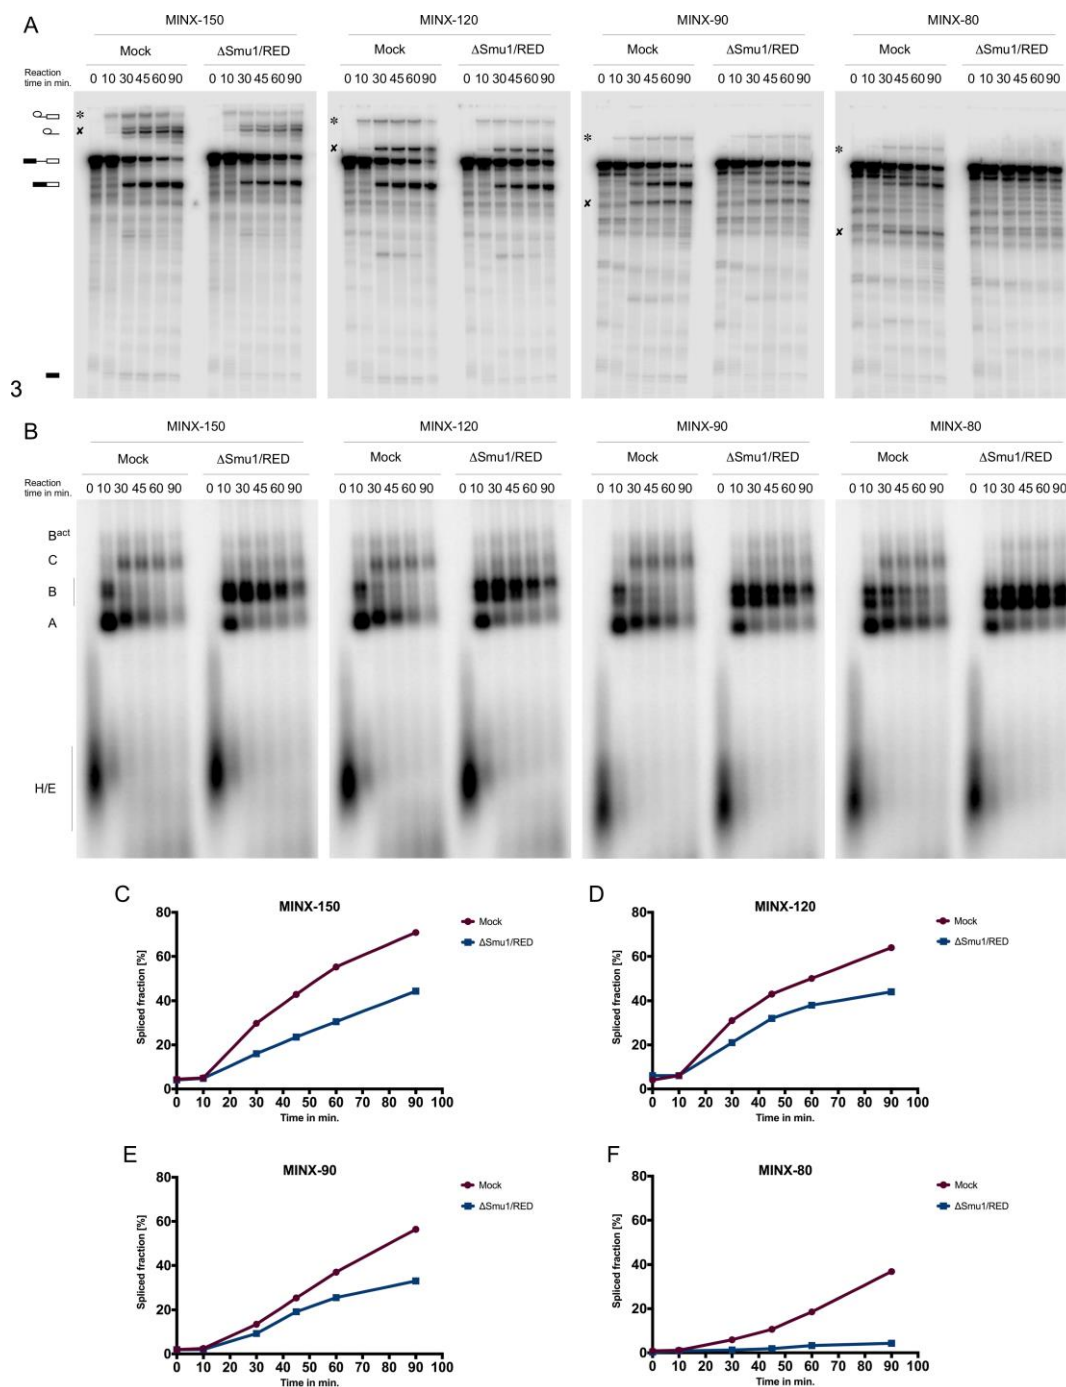 A
MINX-150 MINX-120 MINX-90 MINX-80
Mock ΔSmu1/RED Mock ΔSmu1/RED Mock ΔSmu1/RED Mock ΔSmu1/RED
Reaction
time in min.
0 10 30 45 60 90 0 10 30 45 60 90 0 10 30 45 60 90 0 10 30 45 60 90 0 10 30 45 60 90 0 10 30 45 60 90 0 10 30 45 60 90 0 10 30 45 60 90
* * * *
✘ ✘ ✘ ✘
3
B
MINX-150 MINX-120 MINX-90 MINX-80
Mock ΔSmu1/RED Mock ΔSmu1/RED Mock ΔSmu1/RED Mock ΔSmu1/RED
Reaction
time in min.
0 10 30 45 60 90 0 10 30 45 60 90 0 10 30 45 60 90 0 10 30 45 60 90 0 10 30 45 60 90 0 10 30 45 60 90 0 10 30 45 60 90 0 10 30 45 60 90
Bact
C
B
A
H/E
C
MINX-150
Spliced fraction [%]
80
60
40
20
0
0 10 20 30 40 50 60 70 80 90 100
Time in min.
Mock
ΔSmu1/RED
D
MINX-120
Spliced fraction [%]
80
60
40
20
0
0 10 20 30 40 50 60 70 80 90 100
Time in min.
Mock
ΔSmu1/RED
E
MINX-90
Spliced fraction [%]
80
60
40
20
0
0 10 20 30 40 50 60 70 80 90 100
Time in min.
Mock
ΔSmu1/RED
F
MINX-80
Spliced fraction [%]
80
60
40
20
0
0 10 20 30 40 50 60 70 80 90 100
Time in min.
Mock
ΔSmu1/RED